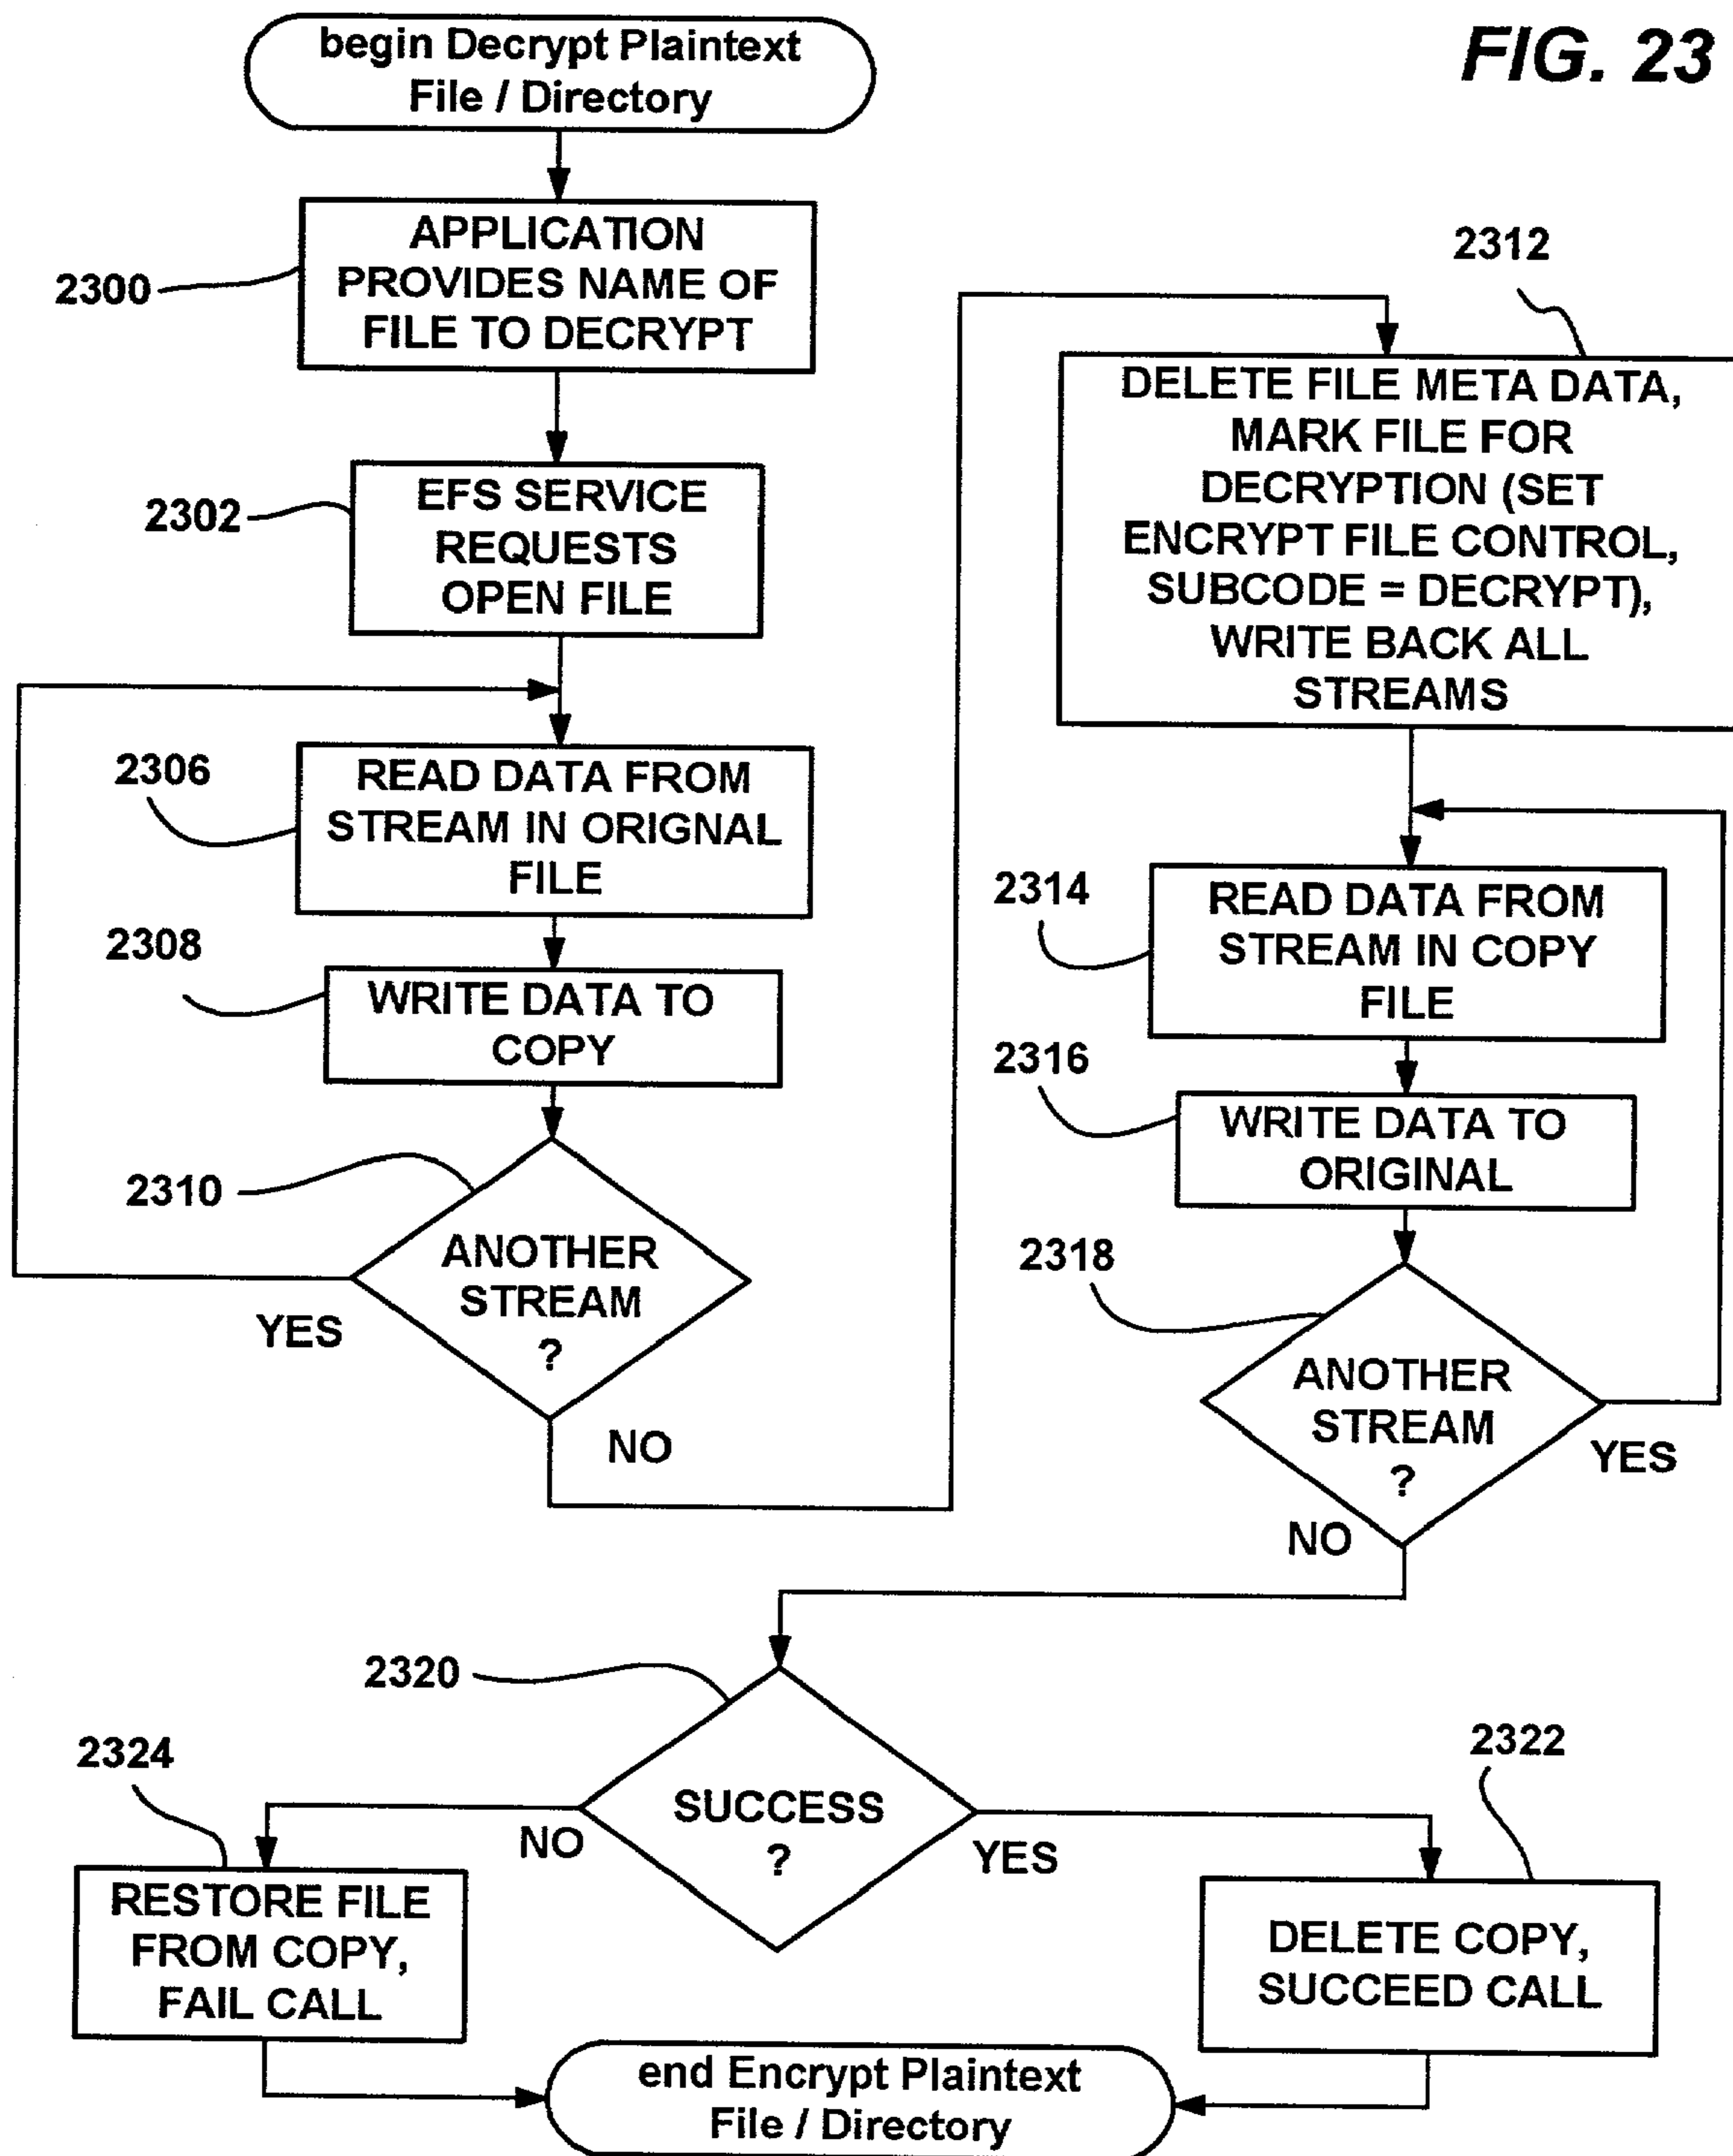 FIG. 23
begin Decrypt Plaintext
File / Directory
2300
APPLICATION
PROVIDES NAME OF
FILE TO DECRYPT
2302
EFS SERVICE
REQUESTS
OPEN FILE
2306
READ DATA FROM
STREAM IN ORIGNAL
FILE
2308
WRITE DATA TO
COPY
2310
ANOTHER
STREAM
?
YES
NO
2312
DELETE FILE META DATA,
MARK FILE FOR
DECRYPTION (SET
ENCRYPT FILE CONTROL,
SUBCODE = DECRYPT),
WRITE BACK ALL
STREAMS
2314
READ DATA FROM
STREAM IN COPY
FILE
2316
WRITE DATA TO
ORIGINAL
2318
ANOTHER
STREAM
?
YES
NO
2320
SUCCESS
?
NO
YES
2324
RESTORE FILE
FROM COPY,
FAIL CALL
2322
DELETE COPY,
SUCCEED CALL
end Encrypt Plaintext
File / Directory